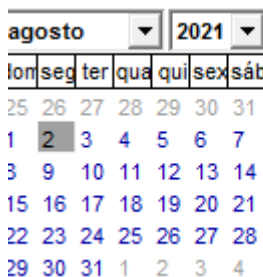 agosto 2021
dom seg ter qua qui sex sáb
25 26 27 28 29 30 31
1 2 3 4 5 6 7
8 9 10 11 12 13 14
15 16 17 18 19 20 21
22 23 24 25 26 27 28
29 30 31 1 2 3 4